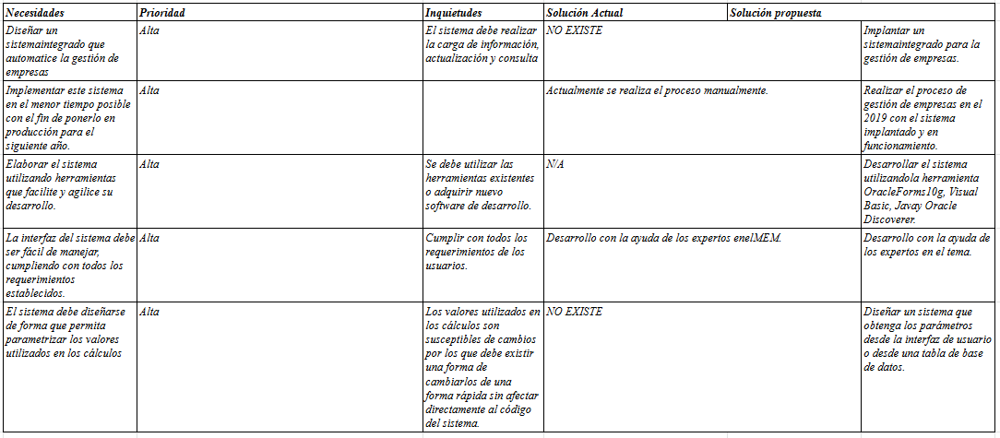 Necesidades
Prioridad
Inquietudes
Solución Actual
Solución propuesta
Diseñar un
sistemaintegrado que
automatice la gestión de
empresas
Alta
El sistema debe realizar
la carga de información,
actualización y consulta
NO EXISTE
Implantar un
sistemaintegrado para la
gestión de empresas.
Implementar este sistema
en el menor tiempo posible
con el fin de ponerlo en
producción para el
siguiente año.
Alta
Actualmente se realiza el proceso manualmente.
Realizar el proceso de
gestión de empresas en el
2019 con el sistema
implantado y en
funcionamiento.
Elaborar el sistema
utilizando herramientas
que facilite y agilice su
desarrollo.
Alta
Se debe utilizar las
herramientas existentes
o adquirir nuevo
software de desarrollo.
N/A
Desarrollar el sistema
utilizandola herramienta
OracleForms10g, Visual
Basic, Javay Oracle
Discoverer.
La interfaz del sistema debe
ser fácil de manejar,
cumpliendo con todos los
requerimientos
establecidos.
Alta
Cumplir con todos los
requerimientos de los
usuarios.
Desarrollo con la ayuda de los expertos enelMEM.
Desarrollo con la ayuda de
los expertos en el tema.
El sistema debe diseñarse
de forma que permita
parametrizar los valores
utilizados en los cálculos
Alta
Los valores utilizados en
los cálculos son
susceptibles de cambios
por los que debe existir
una forma de
cambiarlos de una
forma rápida sin afectar
directamente al código
del sistema.
NO EXISTE
Diseñar un sistema que
obtenga los parámetros
desde la interfaz de usuario
o desde una tabla de base
de datos.